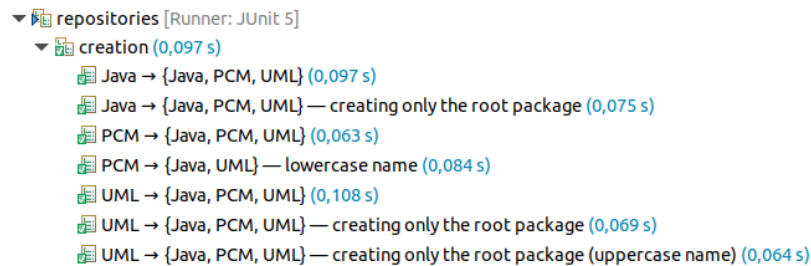 repositories [Runner: JUnit 5]
creation (0,097 s)
Java → {Java, PCM, UML} (0,097 s)
Java → {Java, PCM, UML} — creating only the root package (0,075 s)
PCM → {Java, PCM, UML} (0,063 s)
PCM → {Java, UML} — lowercase name (0,084 s)
UML → {Java, PCM, UML} (0,108 s)
UML → {Java, PCM, UML} — creating only the root package (0,069 s)
UML → {Java, PCM, UML} — creating only the root package (uppercase name) (0,064 s)